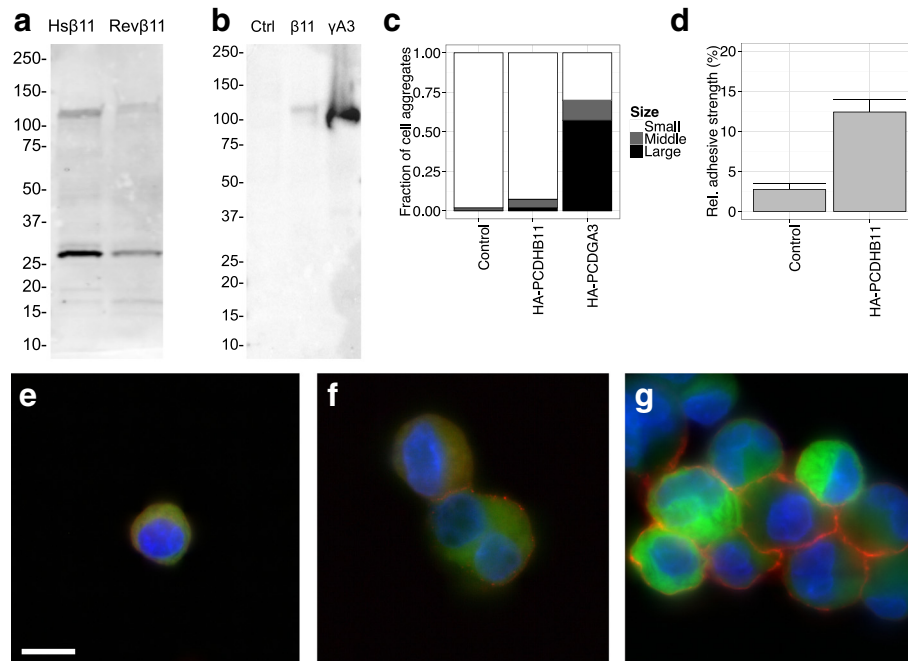 a
Hsβ11 Revβ11
250-
150-
100-
75-
50-
37-
25-
20-
15-
10-
b
Ctrl β11 γA3
250-
150-
100-
75-
50-
37-
25-
20-
15-
10-
c
Fraction of cell aggregates
1.00
0.75
0.50
0.25
0.00
Control
HA-PCDHB11
HA-PCDGA3
Size
Small
Middle
Large
d
Rel. adhesive strength (%)
20
15
10
5
0
Control
HA-PCDHB11
e
f
g